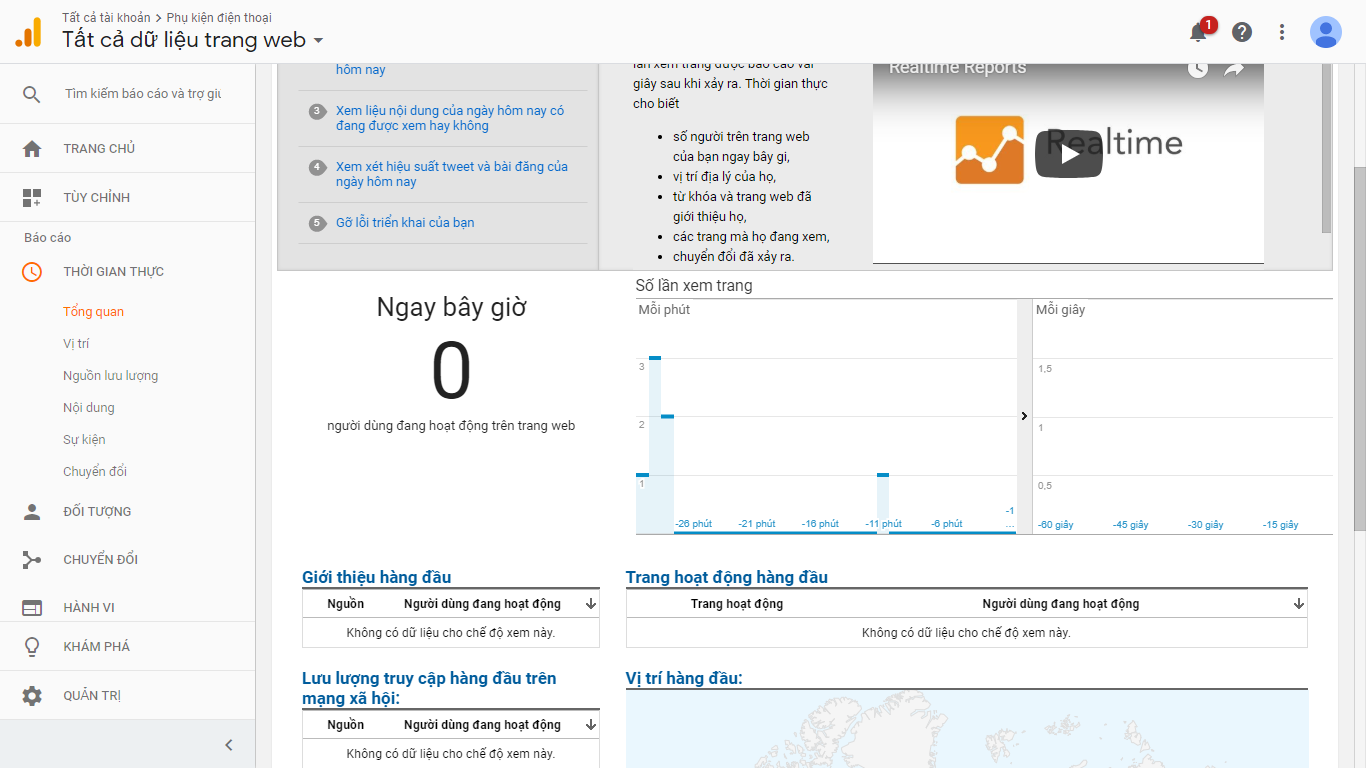 Tất cả tài khoản > Phụ kiện điện thoại
Tất cả dữ liệu trang web
1
Tìm kiếm báo cáo và trợ giú
TRANG CHỦ
TÙY CHỈNH
Báo cáo
THỜI GIAN THỰC
Tổng quan
Vị trí
Nguồn lưu lượng
Nội dung
Sự kiện
Chuyển đổi
ĐỐI TƯỢNG
CHUYỂN ĐỔI
HÀNH VI
KHÁM PHÁ
QUẢN TRỊ
hôm nay
3 Xem liệu nội dung của ngày hôm nay có
đang được xem hay không
4 Xem xét hiệu suất tweet và bài đăng của
ngày hôm nay
5 Gỡ lỗi triển khai của bạn
lần xem trang được báo cáo vài
giây sau khi xảy ra. Thời gian thực
cho biết
số người trên trang web
của bạn ngay bây gi,
vị trí địa lý của họ,
từ khóa và trang web đã
giới thiệu họ,
các trang mà họ đang xem,
chuyển đổi đã xảy ra.
Realtime Reports
Realtime
Ngay bây giờ
0
người dùng đang hoạt động trên trang web
Số lần xem trang
Mỗi phút
3
2
1
-26 phút -21 phút -16 phút -11 phút -6 phút -1
...
Mỗi giây
1,5
1
0,5
-60 giây -45 giây -30 giây -15 giây
Giới thiệu hàng đầu
Nguồn Người dùng đang hoạt động
Không có dữ liệu cho chế độ xem này.
Trang hoạt động hàng đầu
Trang hoạt động Người dùng đang hoạt động
Không có dữ liệu cho chế độ xem này.
Lưu lượng truy cập hàng đầu trên
mạng xã hội:
Nguồn Người dùng đang hoạt động
Không có dữ liệu cho chế độ xem này.
Vị trí hàng đầu: